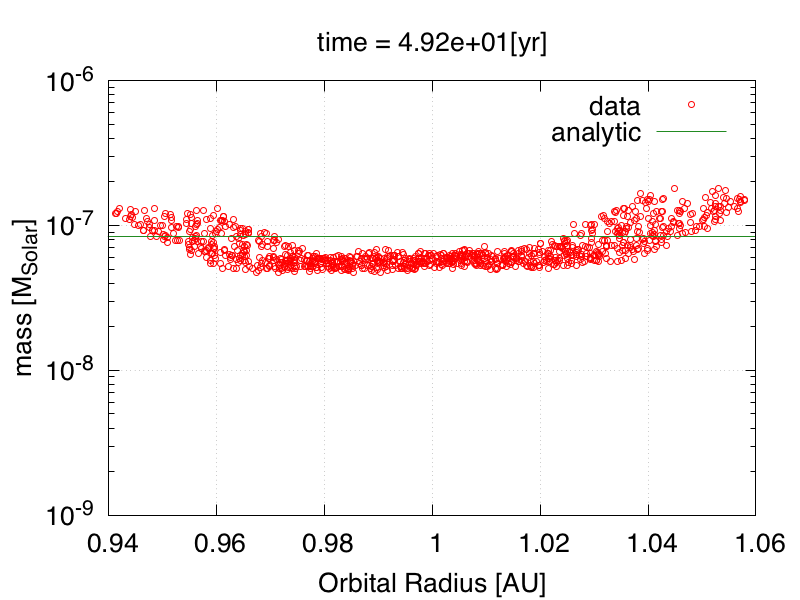 time = 4.92e+01[yr]
data
analytic
mass [M_Solar]
10^-6
10^-7
10^-8
10^-9
0.94 0.96 0.98 1 1.02 1.04 1.06
Orbital Radius [AU]